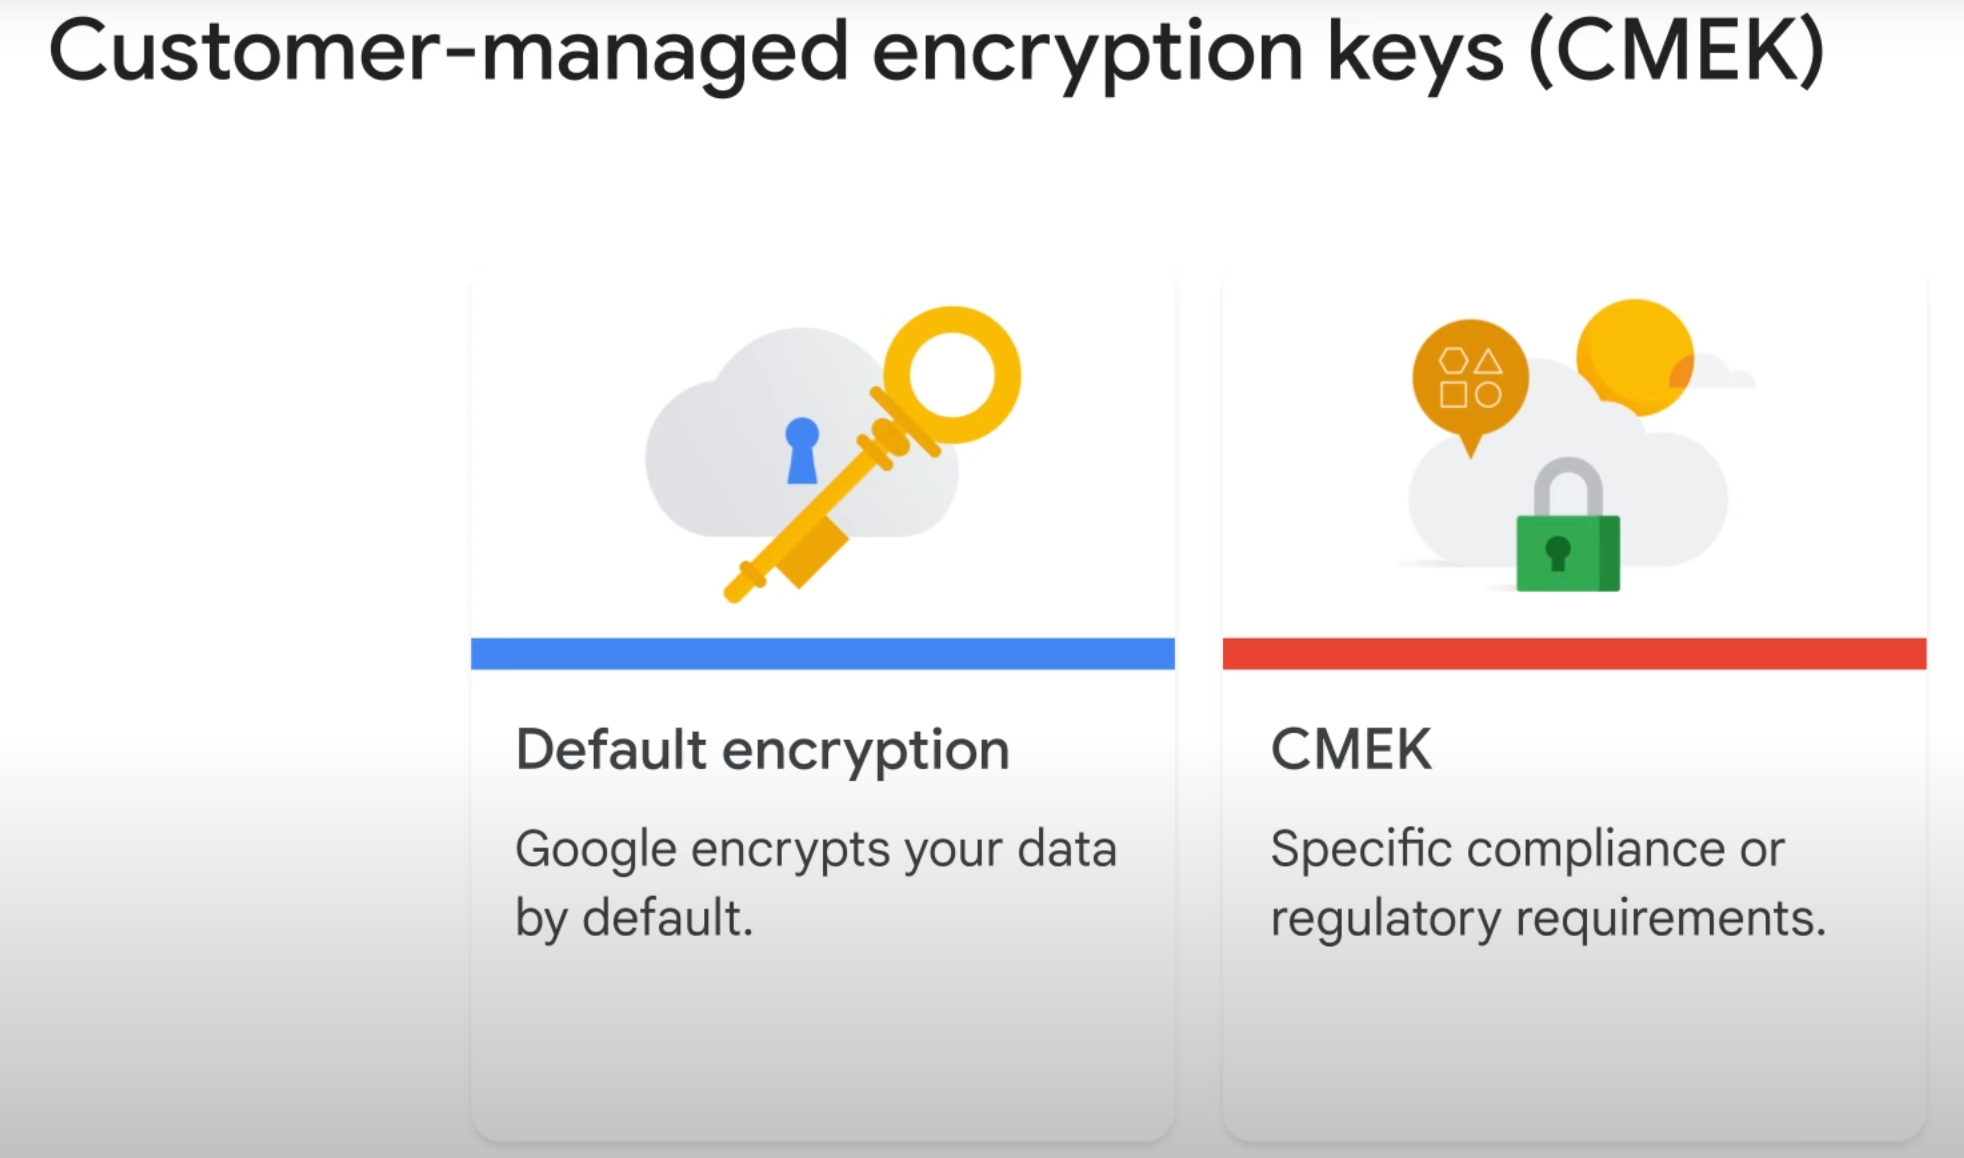 Customer-managed encryption keys (CMEK)
Default encryption
Google encrypts your data
by default.
CMEK
Specific compliance or
regulatory requirements.